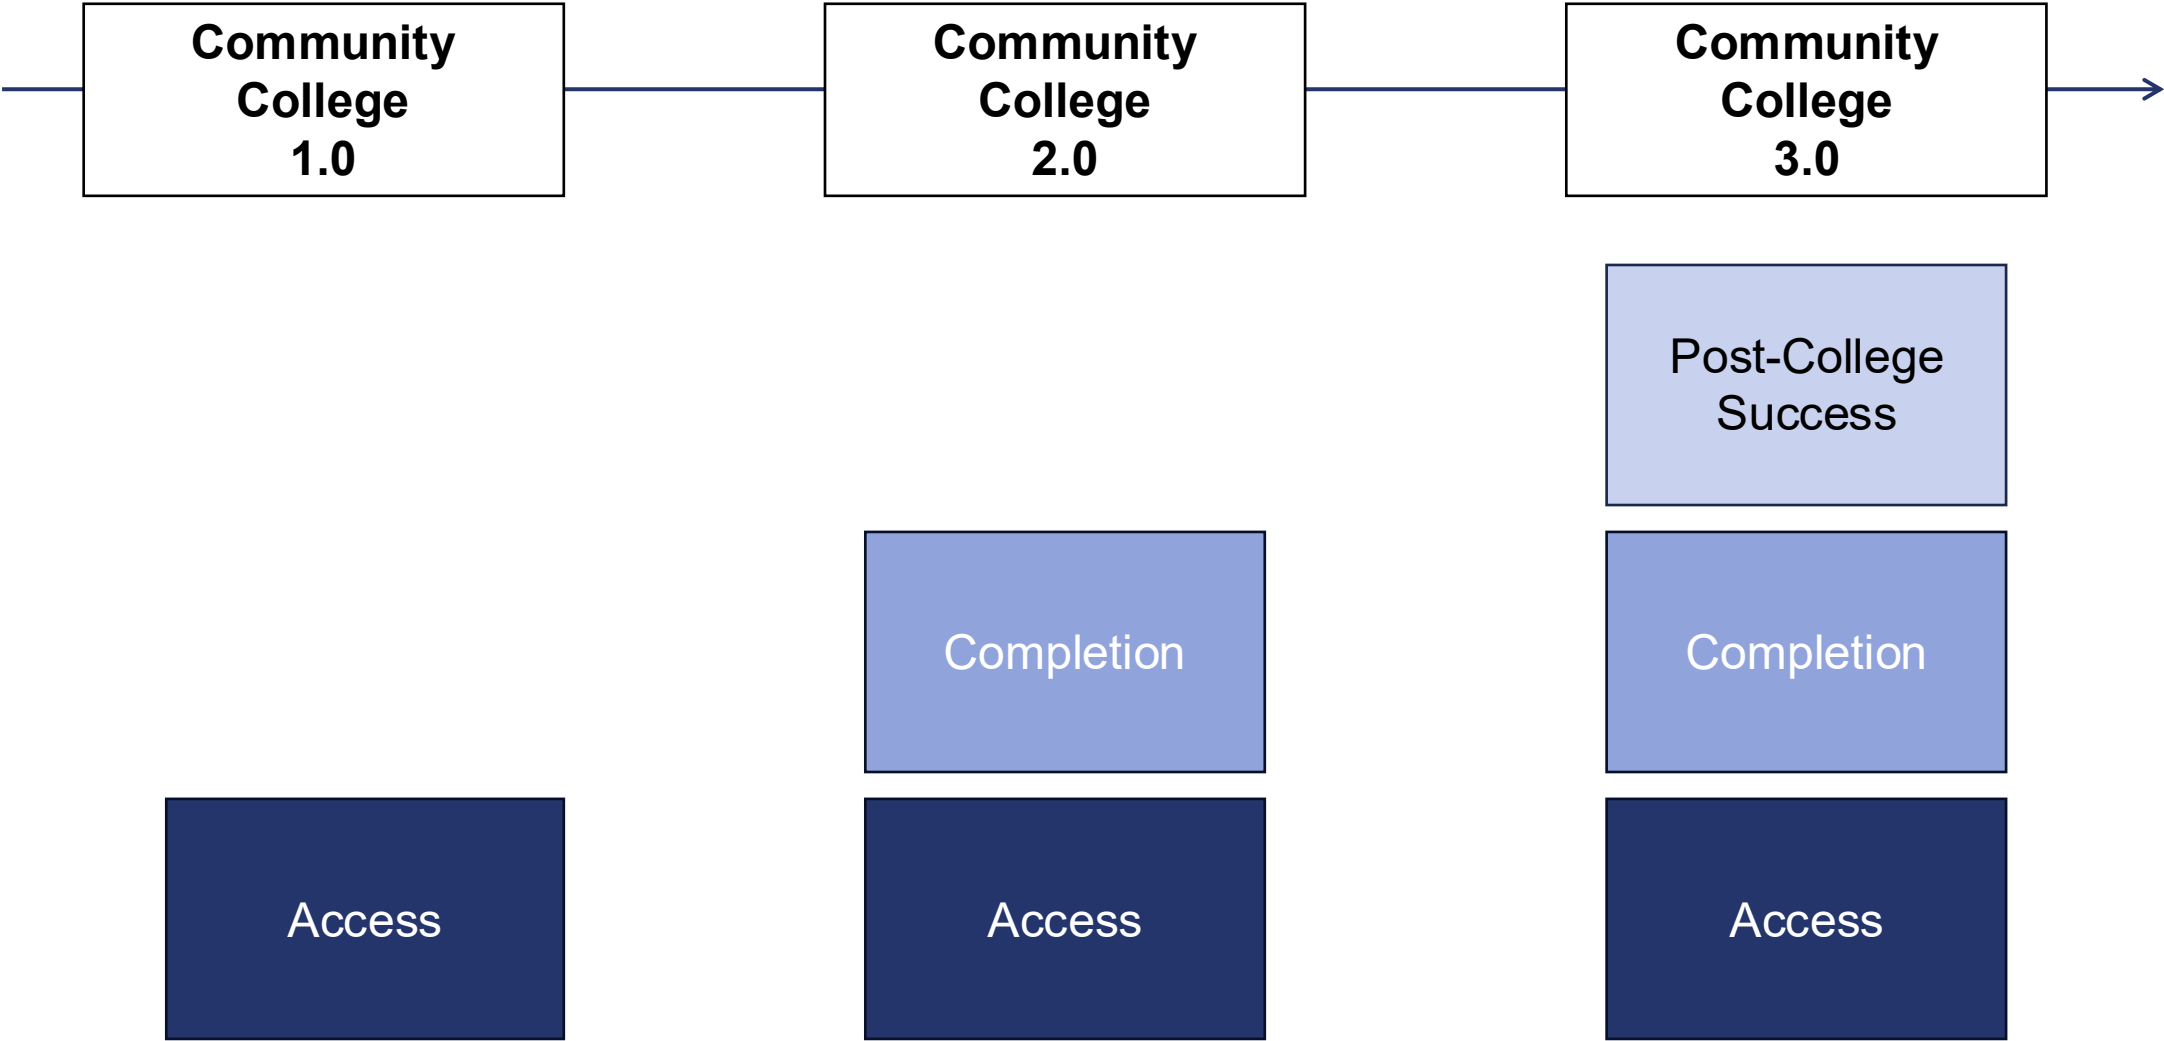 Community
College
1.0
Community
College
2.0
Community
College
3.0
Post-College
Success
Completion
Completion
Access
Access
Access